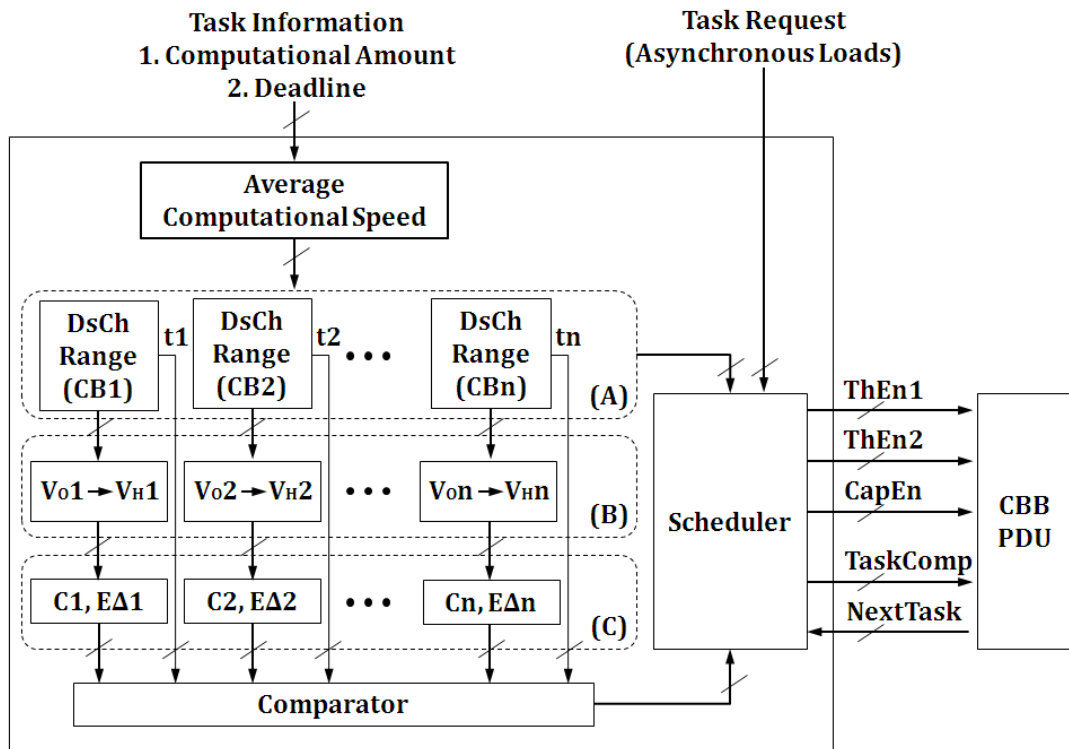 Task Information
1. Computational Amount
2. Deadline
Task Request
(Asynchronous Loads)
Average
Computational Speed
DsCh
Range
(CB1)
t1
DsCh
Range
(CB2)
t2
•••
DsCh
Range
(CBn)
tn
(A)
VO1 → VH1
VO2 → VH2
•••
VOn → VHn
(B)
C1, EΔ1
C2, EΔ2
•••
Cn, EΔn
(C)
Comparator
Scheduler
ThEn1
ThEn2
CapEn
TaskComp
NextTask
CBB
PDU